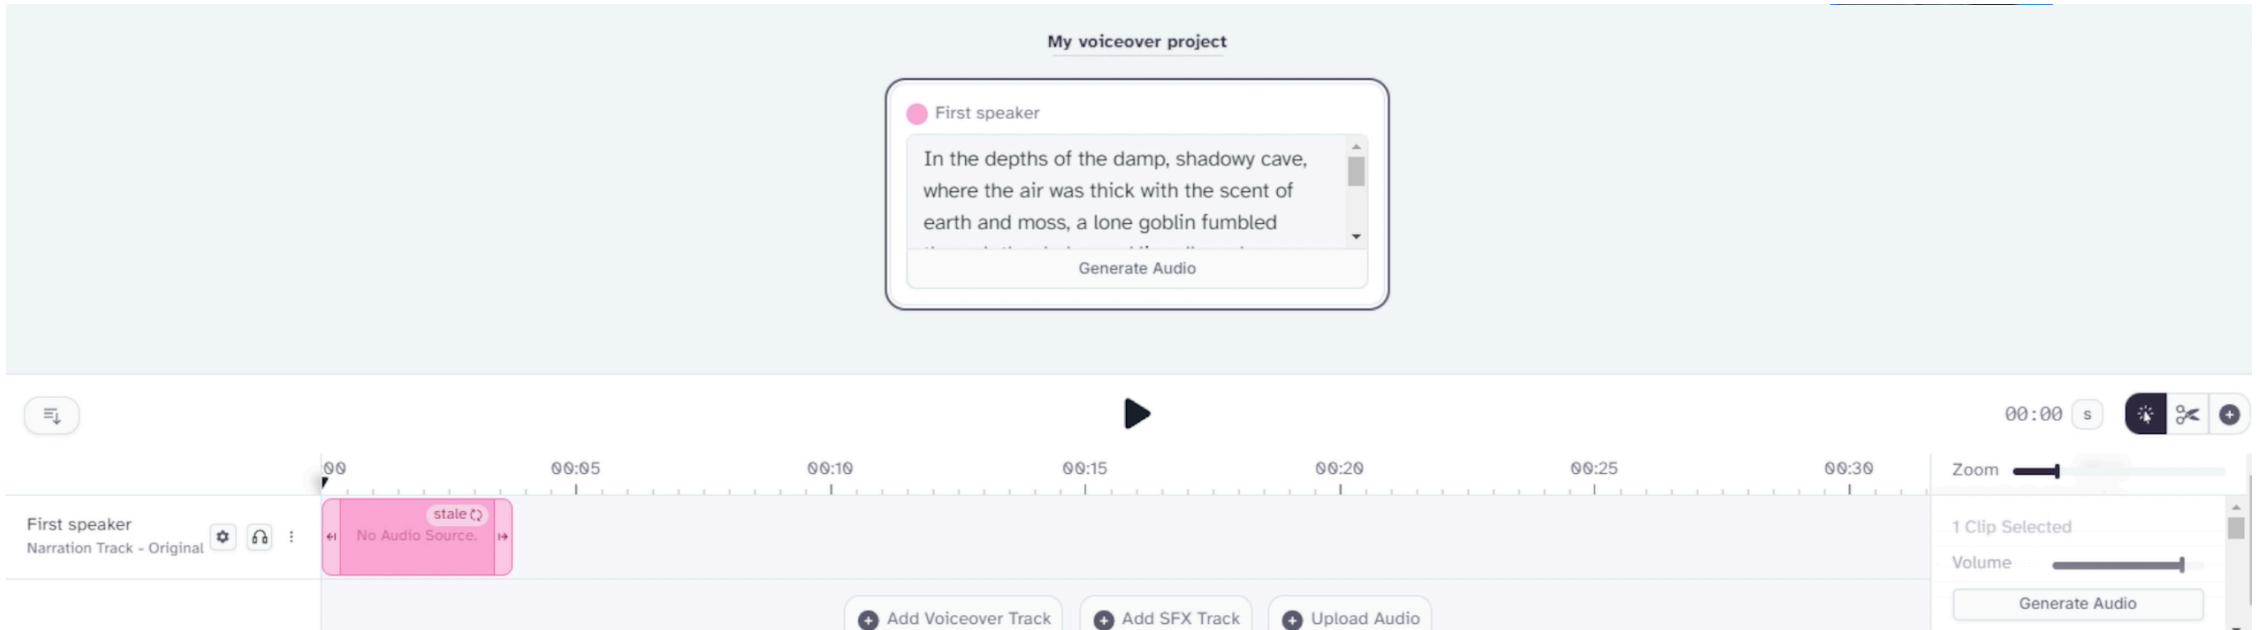 My voiceover project
First speaker
In the depths of the damp, shadowy cave,
where the air was thick with the scent of
earth and moss, a lone goblin fumbled
Generate Audio
00:00 s
:00 00:05 00:10 00:15 00:20 00:25 00:30
Zoom
First speaker
Narration Track - Original
stale
No Audio Source.
1 Clip Selected
Volume
Generate Audio
Add Voiceover Track
Add SFX Track
Upload Audio